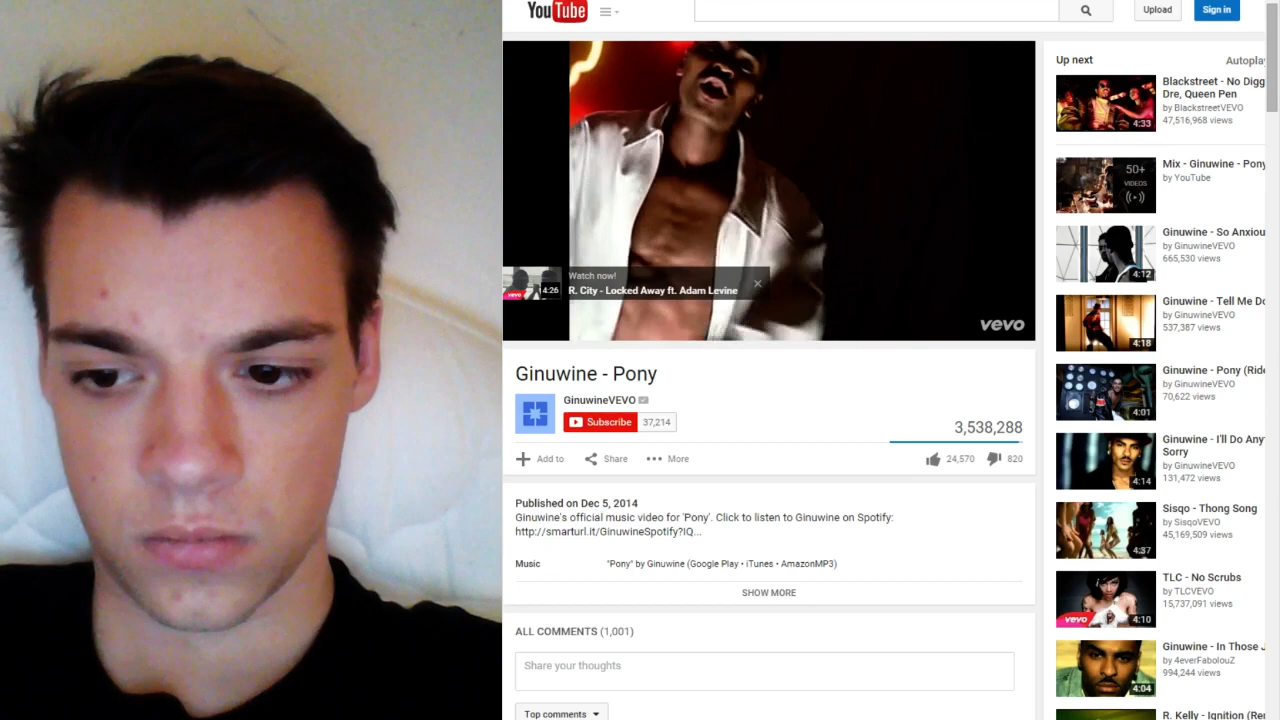 YouTube
Upload
Sign in
Watch now!
R. City - Locked Away ft. Adam Levine
4:26
vevo
vevo
Ginuwine - Pony
GinuwineVEVO
Subscribe
37,214
3,538,288
Add to
Share
More
24,570
820
Published on Dec 5, 2014
Ginuwine's official music video for 'Pony'. Click to listen to Ginuwine on Spotify:
http://smarturl.it/GinuwineSpotify?IQ...
Music
"Pony" by Ginuwine (Google Play • iTunes • AmazonMP3)
SHOW MORE
ALL COMMENTS (1,001)
Share your thoughts
Top comments
Up next
Autoplay
Blackstreet - No Digg
Dre, Queen Pen
by BlackstreetVEVO
47,516,968 views
4:33
Mix - Ginuwine - Pony
by YouTube
50+
VIDEOS
Ginuwine - So Anxiou
by GinuwineVEVO
665,530 views
4:12
Ginuwine - Tell Me Do
by GinuwineVEVO
537,387 views
4:18
Ginuwine - Pony (Ride
by GinuwineVEVO
70,622 views
4:01
Ginuwine - I'll Do Any
Sorry
by GinuwineVEVO
131,472 views
4:14
Sisqo - Thong Song
by SisqoVEVO
45,169,509 views
4:37
TLC - No Scrubs
by TLCVEVO
15,737,091 views
vevo
4:10
Ginuwine - In Those J
by 4everFabolouZ
994,244 views
4:04
R. Kelly - Ignition (Re